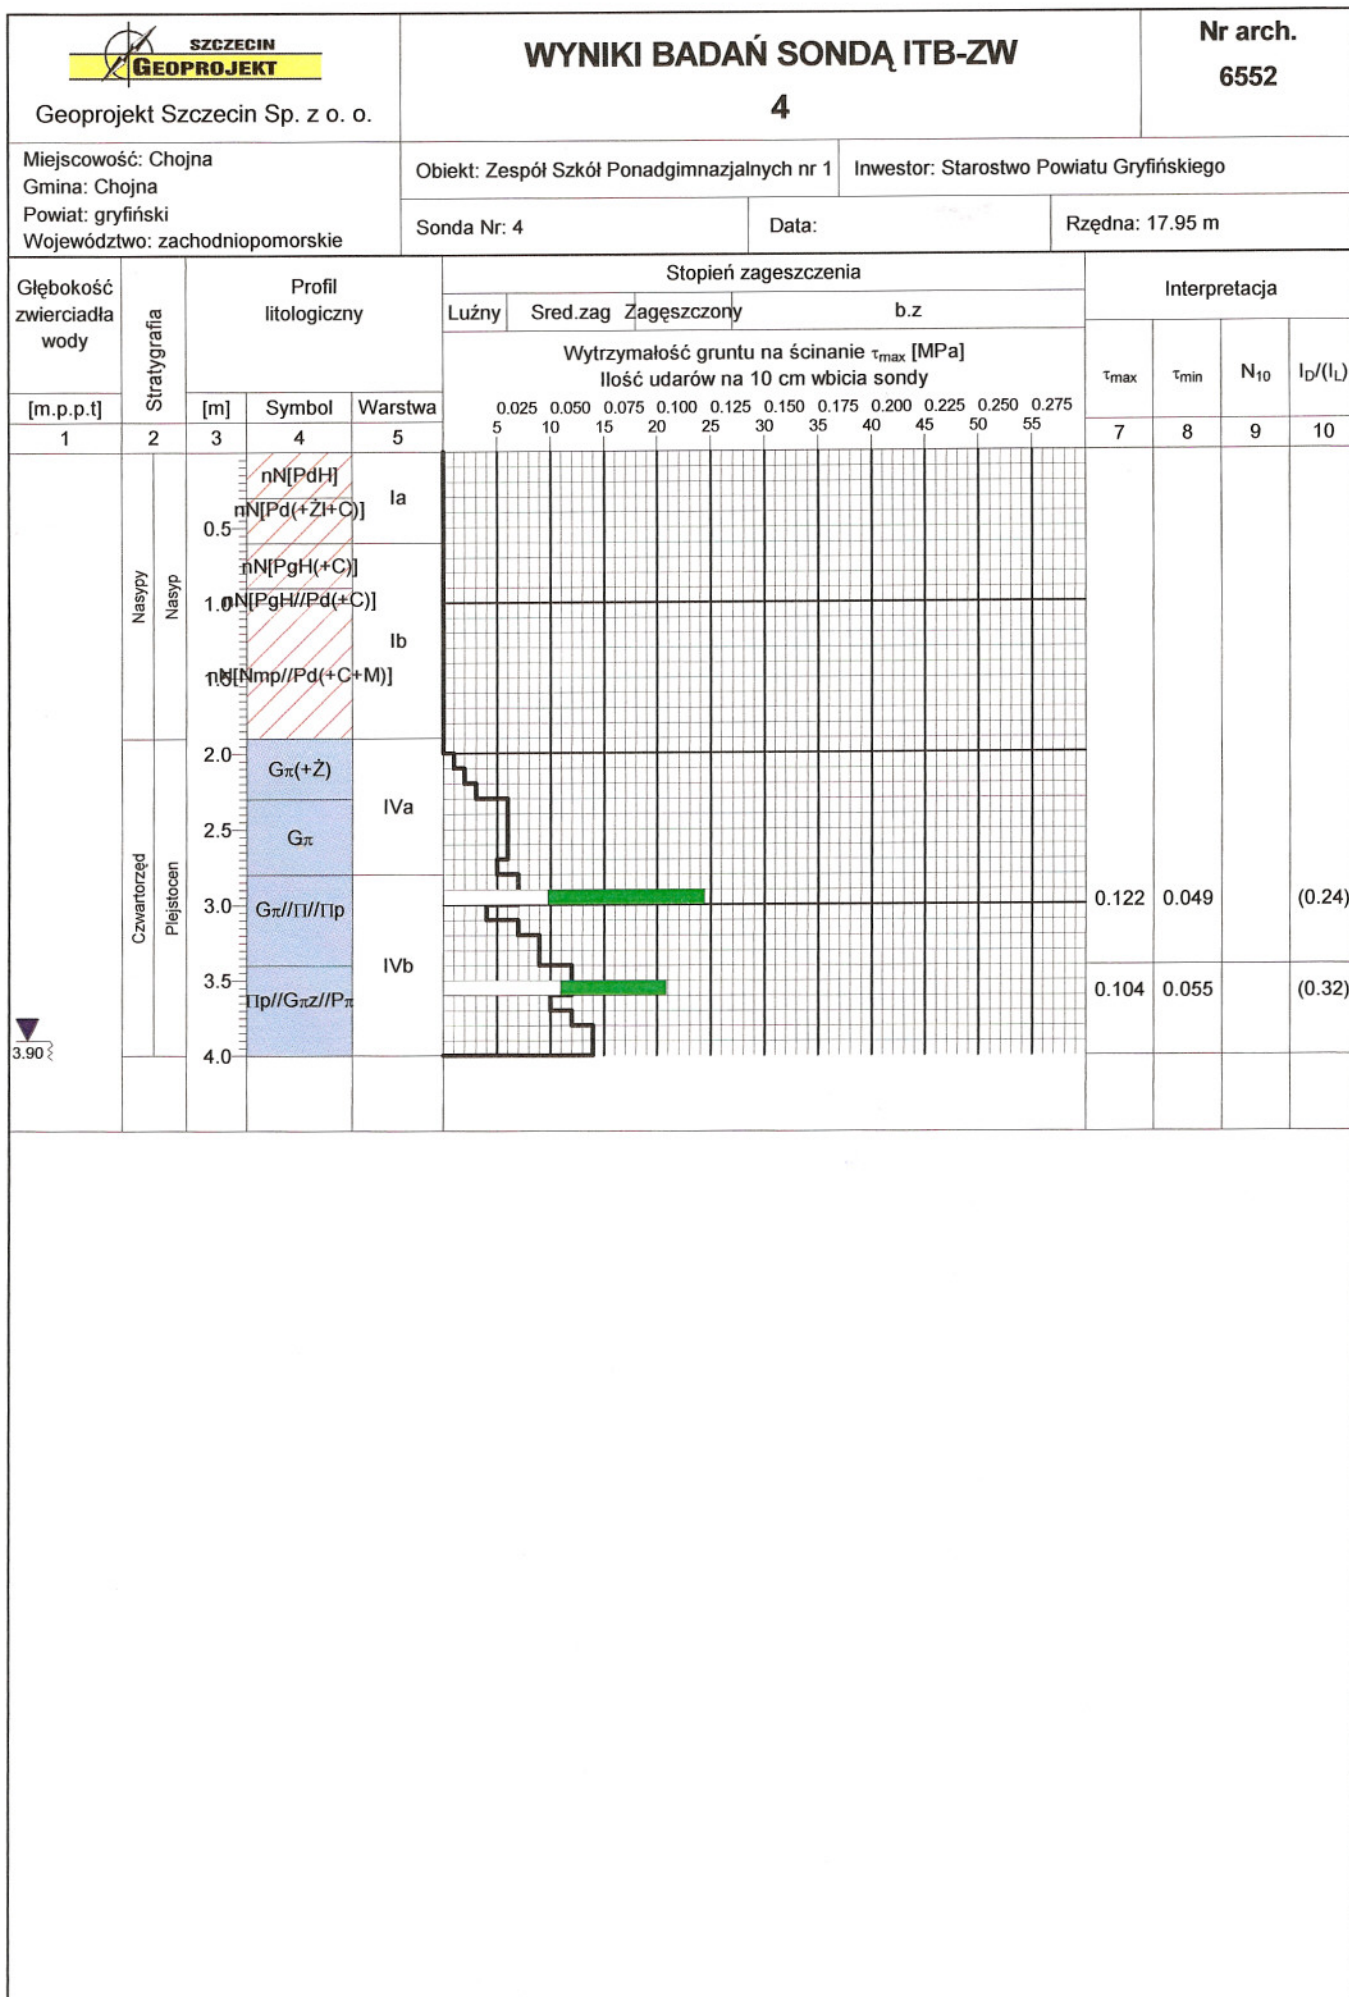 SZCZECIN
GEOPROJEKT
Geoprojekt Szczecin Sp. z o. o.
WYNIKI BADAŃ SONDĄ ITB-ZW
4
Nr arch.
6552
Miejscowość: Chojna
Gmina: Chojna
Powiat: gryfiński
Województwo: zachodniopomorskie
Obiekt: Zespół Szkół Ponadgimnazjalnych nr 1
Inwestor: Starostwo Powiatu Gryfińskiego
Sonda Nr: 4
Data:
Rzędna: 17.95 m
Głębokość
zwierciadła
wody
[m.p.p.t]
Stratygrafia
Profil
litologiczny
[m]
Symbol
Warstwa
Stopień zageszczenia
Luźny
Sred.zag
Zagęszczony
b.z
Wytrzymałość gruntu na ścinanie τmax [MPa]
Ilość udarów na 10 cm wbicia sondy
0.025 0.050 0.075 0.100 0.125 0.150 0.175 0.200 0.225 0.250 0.275
5 10 15 20 25 30 35 40 45 50 55
Interpretacja
τmax
τmin
N10
ID/(IL)
1 2 3 4 5 7 8 9 10
Nasypy
Nasyp
nN[PdH]
nN[Pd(+Żl+C)]
Ia
0.5
nN[PgH(+C)]
1.0
nN[PgH//Pd(+C)]
Ib
1.5
nN[Nmp//Pd(+C+M)]
2.0
Czwartorzęd
Plejstocen
Gπ(+Ż)
IVa
2.5
Gπ
3.0
Gπ//Π//Πp
0.122 0.049 (0.24)
IVb
3.5
Πp//Gπz//Pπ
0.104 0.055 (0.32)
3.90
4.0